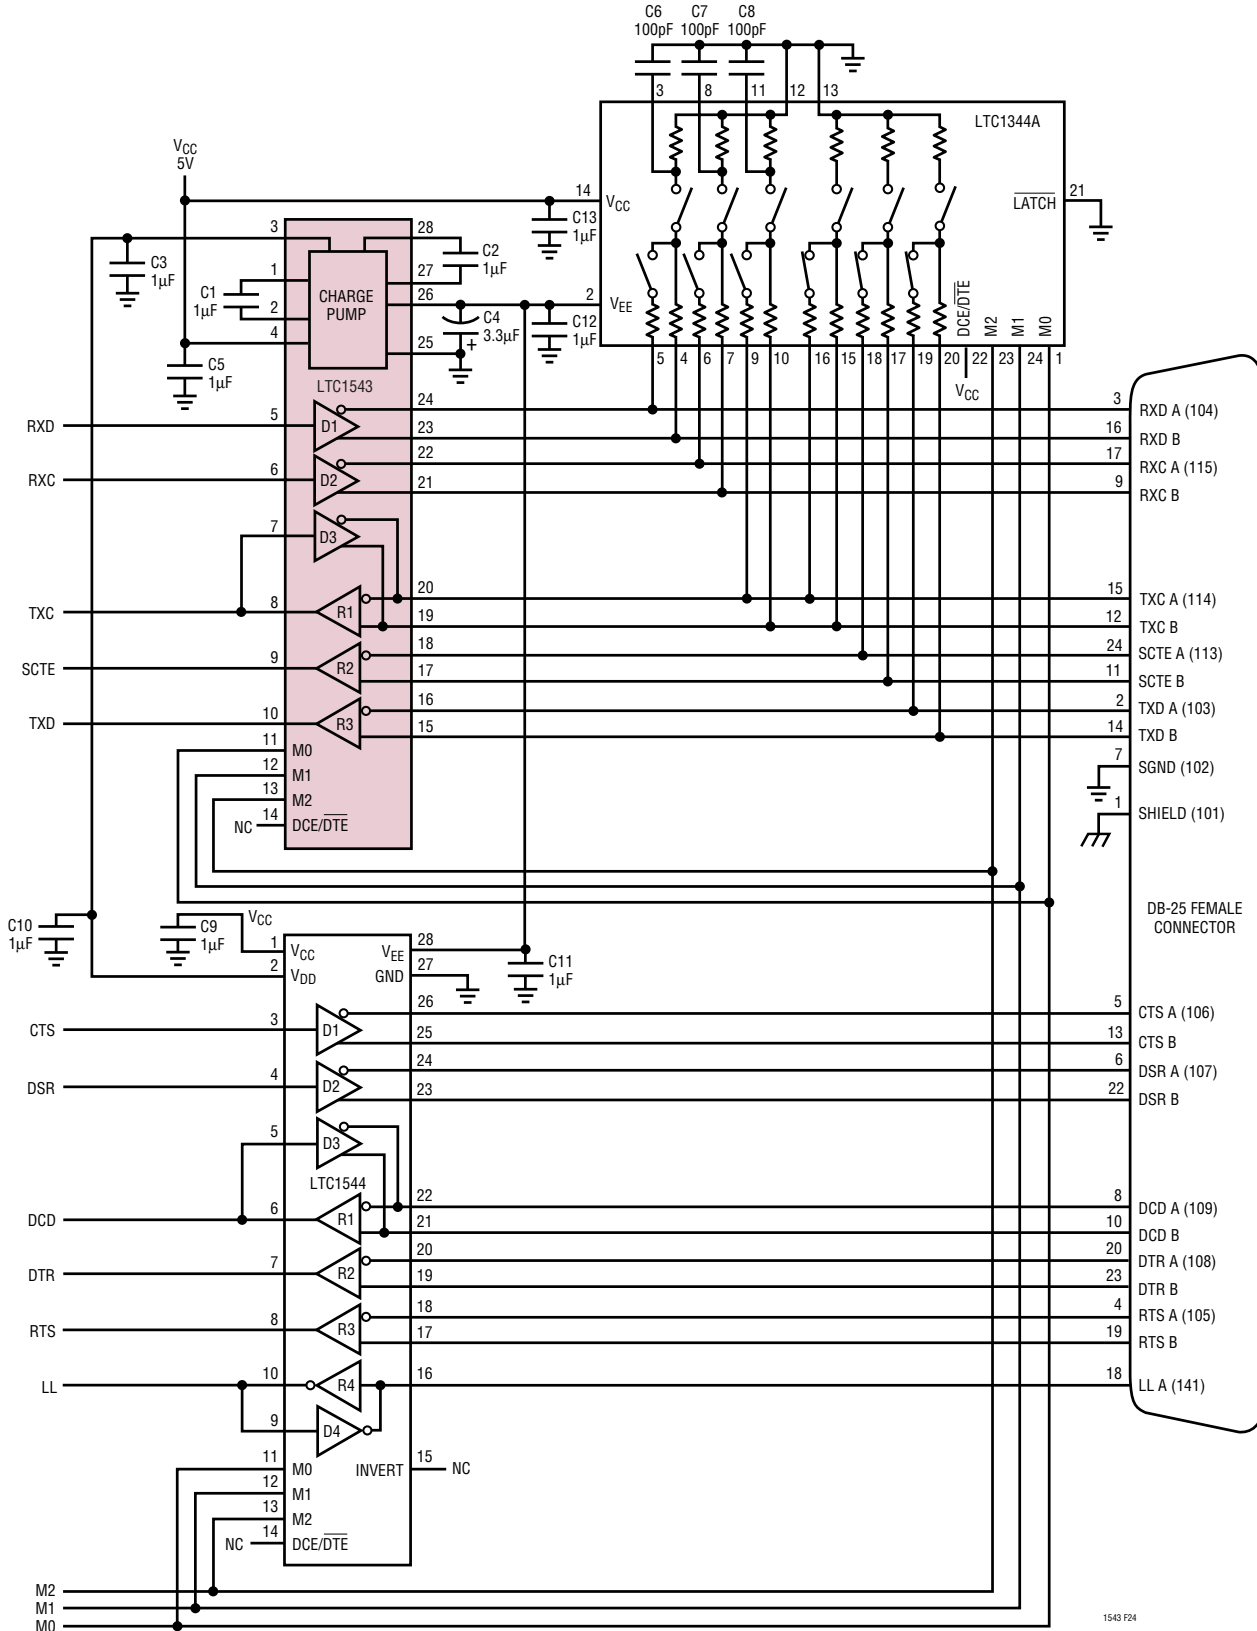 C6 C7 C8
100pF 100pF 100pF
3 8 11 12 13
LTC1344A
VCC
5V
14
VCC
LATCH
21
C13
1µF
3
28
C3
1µF
C2
1µF
1
27
C1
1µF
CHARGE
PUMP
26
2
2
VEE
C4
3.3µF
+
C12
1µF
4
25
DCE/DTE
M2
M1
M0
C5
1µF
5 4 6 7 9 10 16 15 18 17 19 20 22 23 24 1
VCC
LTC1543
RXD 5 D1 24 3 RXD A (104)
23 16 RXD B
RXC 6 D2 22 17 RXC A (115)
21 9 RXC B
7 D3
TXC 8 R1 20 15 TXC A (114)
19 12 TXC B
SCTE 9 R2 18 24 SCTE A (113)
17 11 SCTE B
TXD 10 R3 16 2 TXD A (103)
15 14 TXD B
11 M0
7 SGND (102)
12 M1
13 M2
1 SHIELD (101)
NC 14 DCE/DTE
DB-25 FEMALE
CONNECTOR
C10
1µF
C9
1µF
VCC
1 VCC VEE 28
2 VDD GND 27
C11
1µF
CTS 3 D1 26 5 CTS A (106)
25 13 CTS B
DSR 4 D2 24 6 DSR A (107)
23 22 DSR B
5 D3
LTC1544
DCD 6 R1 22 8 DCD A (109)
21 10 DCD B
DTR 7 R2 20 20 DTR A (108)
19 23 DTR B
RTS 8 R3 18 4 RTS A (105)
17 19 RTS B
LL 10 R4 16 18 LL A (141)
9 D4
11 M0 INVERT 15 NC
12 M1
13 M2
NC 14 DCE/DTE
M2
M1
M0
1543 F24